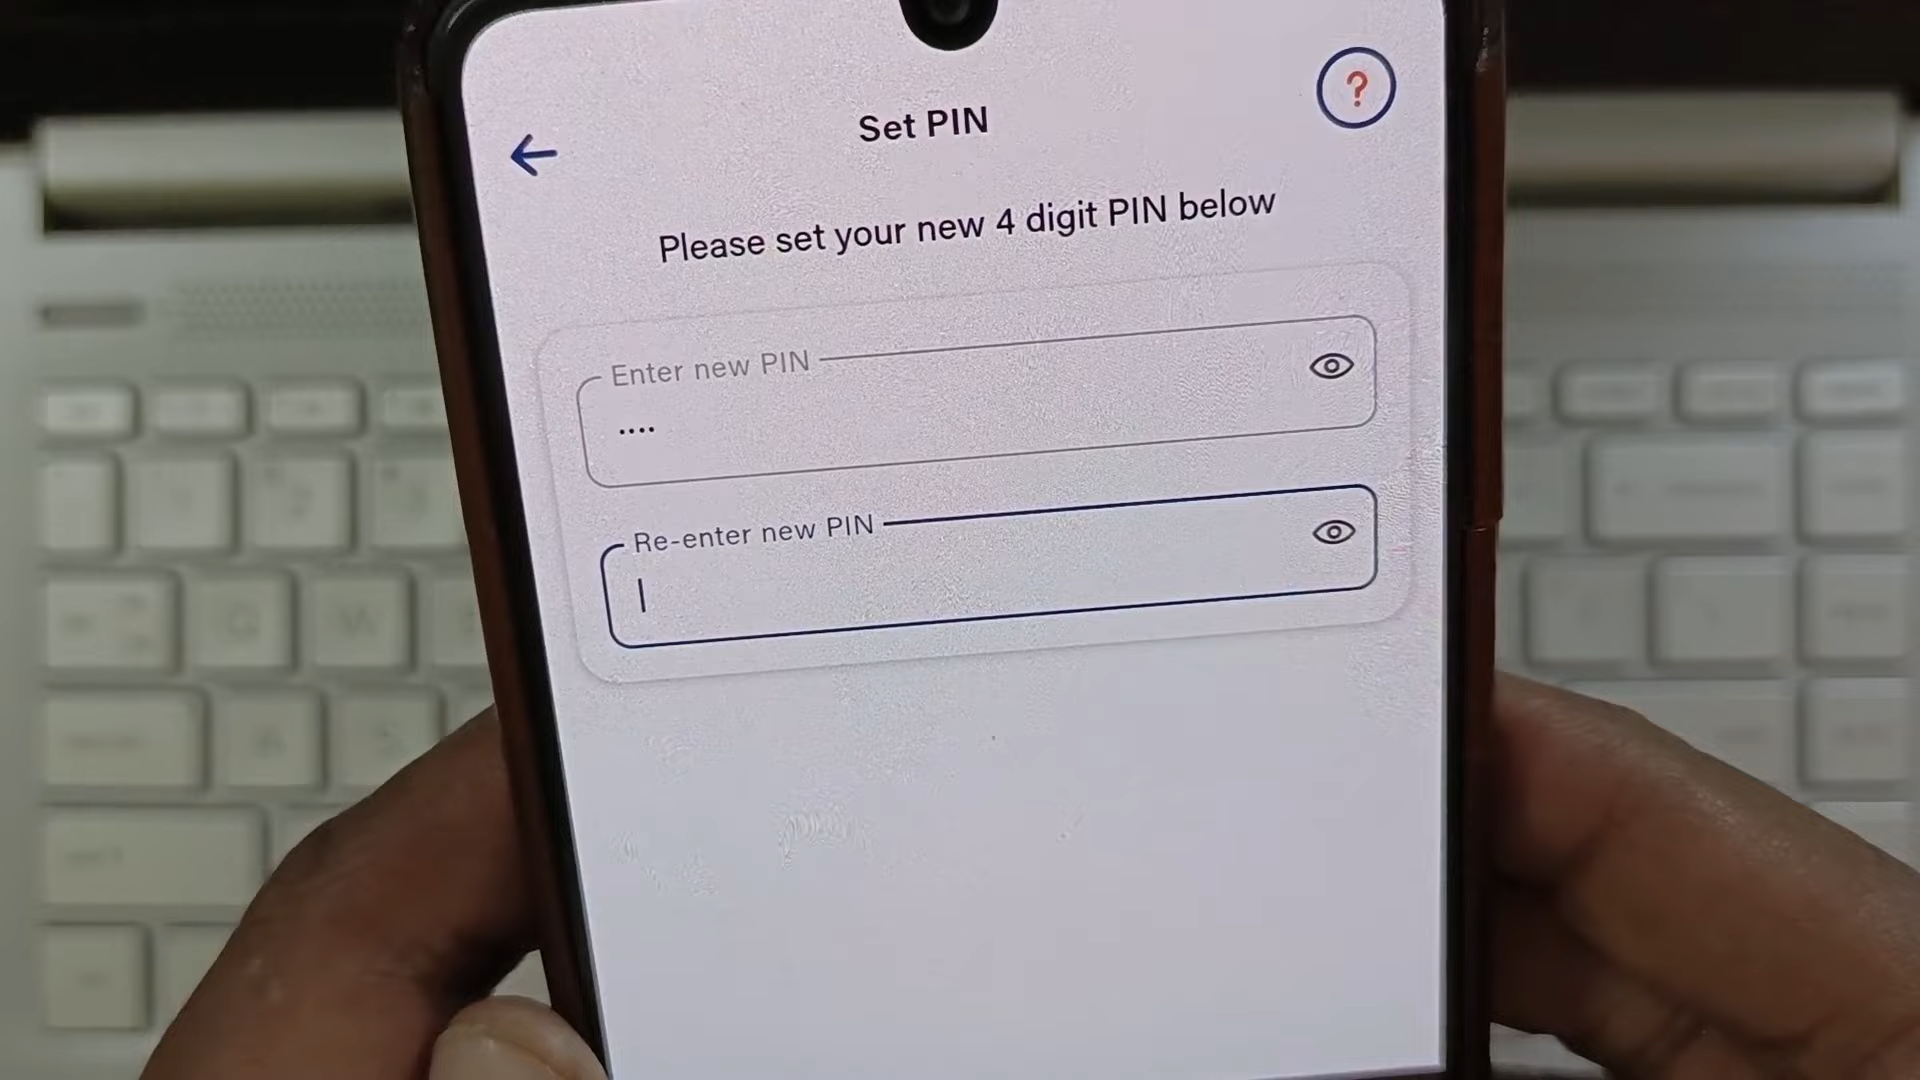 Set PIN
?
Please set your new 4 digit PIN below
Enter new PIN
....
Re-enter new PIN